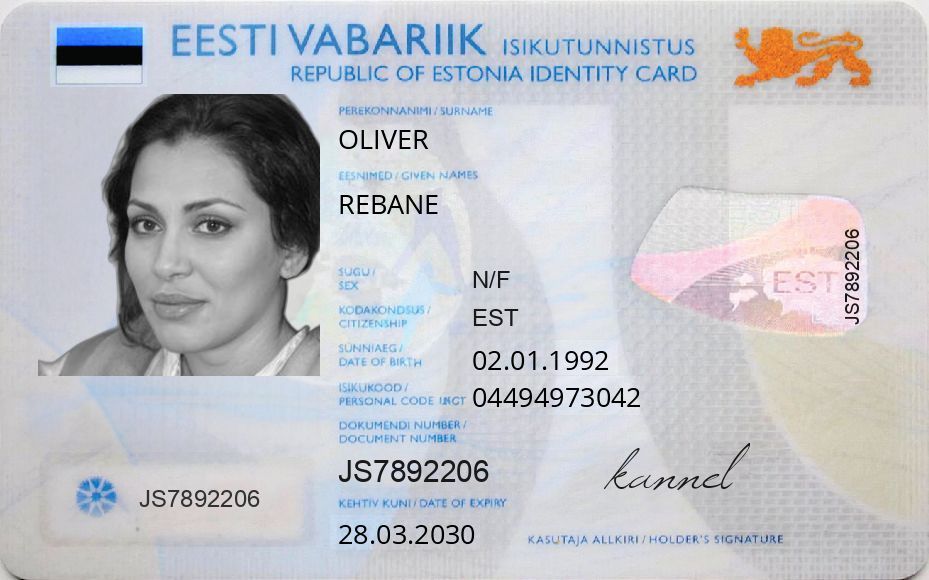 EESTI VABARIIK ISIKUTUNNISTUS
REPUBLIC OF ESTONIA IDENTITY CARD
PEREKONNANIMI / SURNAME
OLIVER
EESNIMED / GIVEN NAMES
REBANE
SUGU /
SEX
N/F
KODAKONDSUS /
CITIZENSHIP
EST
SÜNNIAEG /
DATE OF BIRTH
02.01.1992
ISIKUKOOD /
PERSONAL CODE
04494973042
DOKUMENDI NUMBER /
DOCUMENT NUMBER
JS7892206
KEHTIV KUNI / DATE OF EXPIRY
28.03.2030
JS7892206
EST
JS7892206
kannel
KASUTAJA ALLKIRI / HOLDER'S SIGNATURE